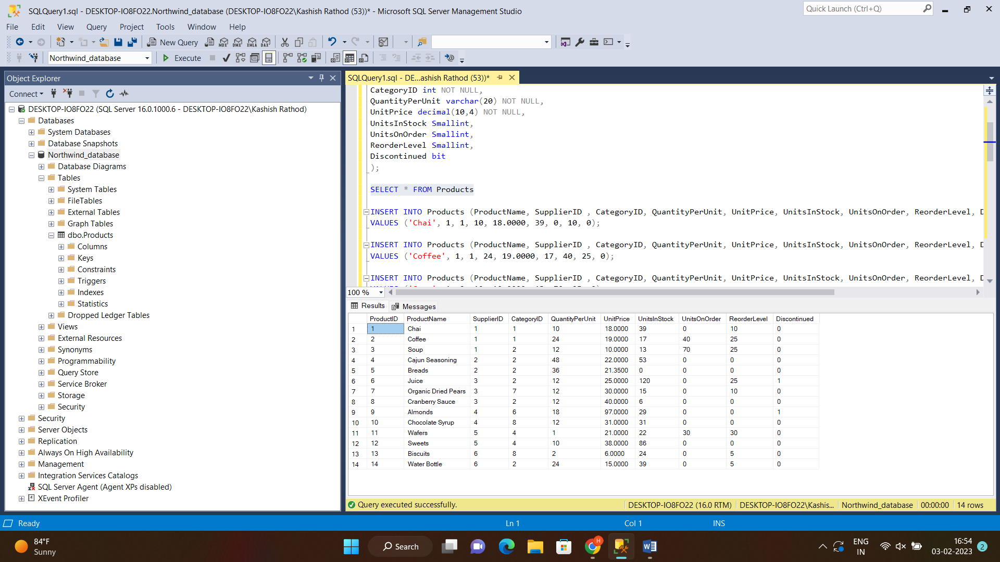 SQLQuery1.sql - DESKTOP-IO8FO22.Northwind_database (DESKTOP-IO8FO22\Kashish Rathod (53))* - Microsoft SQL Server Management Studio
Quick Launch (Ctrl+Q)
File Edit View Query Project Tools Window Help
New Query MDX DMX XMLA DAX
Northwind_database Execute
Object Explorer
Connect
DESKTOP-IO8FO22 (SQL Server 16.0.1000.6 - DESKTOP-IO8FO22\Kashish Rathod)
Databases
System Databases
Database Snapshots
Northwind_database
Database Diagrams
Tables
System Tables
FileTables
External Tables
Graph Tables
dbo.Products
Columns
Keys
Constraints
Triggers
Indexes
Statistics
Dropped Ledger Tables
Views
External Resources
Synonyms
Programmability
Query Store
Service Broker
Storage
Security
Security
Server Objects
Replication
Always On High Availability
Management
Integration Services Catalogs
SQL Server Agent (Agent XPs disabled)
XEvent Profiler
SQLQuery1.sql - DE...ashish Rathod (53))*
CategoryID int NOT NULL,
QuantityPerUnit varchar(20) NOT NULL,
UnitPrice decimal(10,4) NOT NULL,
UnitsInStock Smallint,
UnitsOnOrder Smallint,
ReorderLevel Smallint,
Discontinued bit
);
SELECT * FROM Products
INSERT INTO Products (ProductName, SupplierID , CategoryID, QuantityPerUnit, UnitPrice, UnitsInStock, UnitsOnOrder, ReorderLevel, D
VALUES ('Chai', 1, 1, 10, 18.0000, 39, 0, 10, 0);
INSERT INTO Products (ProductName, SupplierID , CategoryID, QuantityPerUnit, UnitPrice, UnitsInStock, UnitsOnOrder, ReorderLevel, D
VALUES ('Coffee', 1, 1, 24, 19.0000, 17, 40, 25, 0);
INSERT INTO Products (ProductName, SupplierID , CategoryID, QuantityPerUnit, UnitPrice, UnitsInStock, UnitsOnOrder, ReorderLevel, D
100 %
Results Messages
ProductID ProductName SupplierID CategoryID QuantityPerUnit UnitPrice UnitsInStock UnitsOnOrder ReorderLevel Discontinued
1 1 Chai 1 1 10 18.0000 39 0 10 0
2 2 Coffee 1 1 24 19.0000 17 40 25 0
3 3 Soup 1 2 12 10.0000 13 70 25 0
4 4 Cajun Seasoning 2 2 48 22.0000 53 0 0 0
5 5 Breads 2 2 36 21.3500 0 0 0 0
6 6 Juice 3 2 12 25.0000 120 0 25 1
7 7 Organic Dried Pears 3 7 12 30.0000 15 0 10 0
8 8 Cranberry Sauce 3 2 12 40.0000 6 0 0 0
9 9 Almonds 4 6 18 97.0000 29 0 0 1
10 10 Chocolate Syrup 4 8 12 31.0000 31 0 0 0
11 11 Wafers 5 4 1 21.0000 22 30 30 0
12 12 Sweets 5 4 10 38.0000 86 0 0 0
13 13 Biscuits 6 8 2 6.0000 24 0 5 0
14 14 Water Bottle 6 2 24 15.0000 39 0 5 0
Query executed successfully. DESKTOP-IO8FO22 (16.0 RTM) DESKTOP-IO8FO22\Kashis... Northwind_database 00:00:00 14 rows
Ready Ln 1 Col 1 INS
84°F
Sunny
Search
H
ENG
IN
16:54
03-02-2023
2